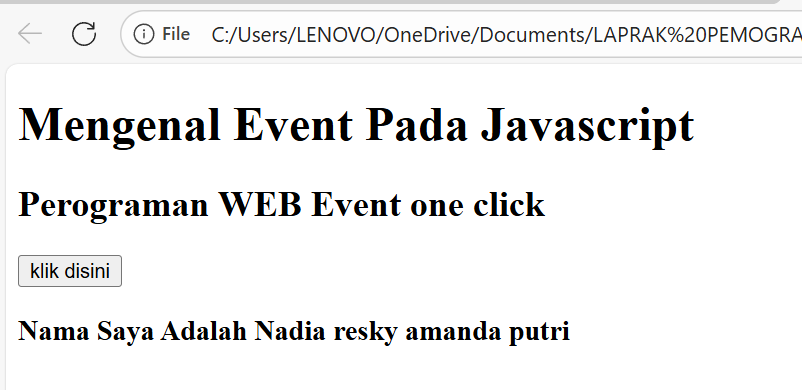 File C:/Users/LENOVO/OneDrive/Documents/LAPRAK%20PEMOGRA
Mengenal Event Pada Javascript
Perograman WEB Event one click
klik disini
Nama Saya Adalah Nadia resky amanda putri